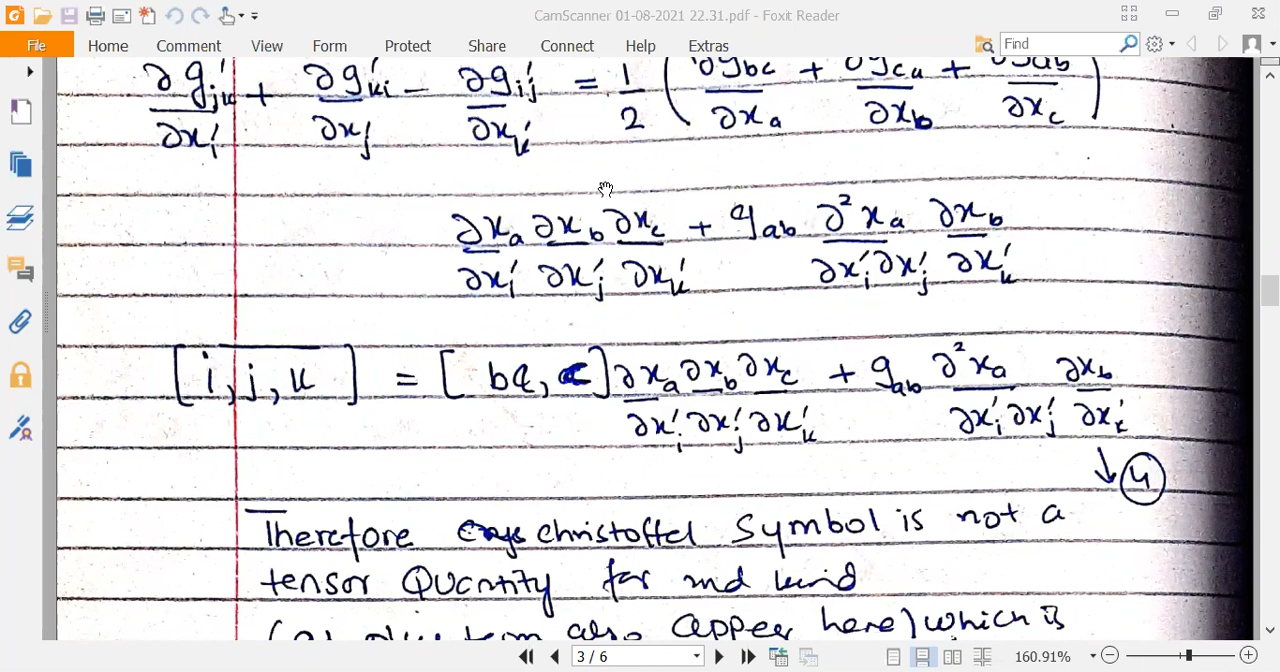 CamScanner 01-08-2021 22.31.pdf - Foxit Reader
File Home Comment View Form Protect Share Connect Help Extras Find
∂g'jk/∂x'i + ∂g'ki/∂x'j - ∂g'ij/∂x'k = 1/2 (∂gbc/∂xa + ∂gca/∂xb + ∂gab/∂xc)
∂xa/∂x'i ∂xb/∂x'j ∂xc/∂x'k + gab ∂²xa/∂x'i∂x'j ∂xb/∂x'k
[i,j,k] = [ba, c] ∂xa/∂x'i ∂xb/∂x'j ∂xc/∂x'k + gab ∂²xa/∂x'i∂x'j ∂xb/∂x'k
↓ 4
Therefore christoffel Symbol is not a
tensor Quantity for kind
also appear here) which is
3 / 6 160.91%